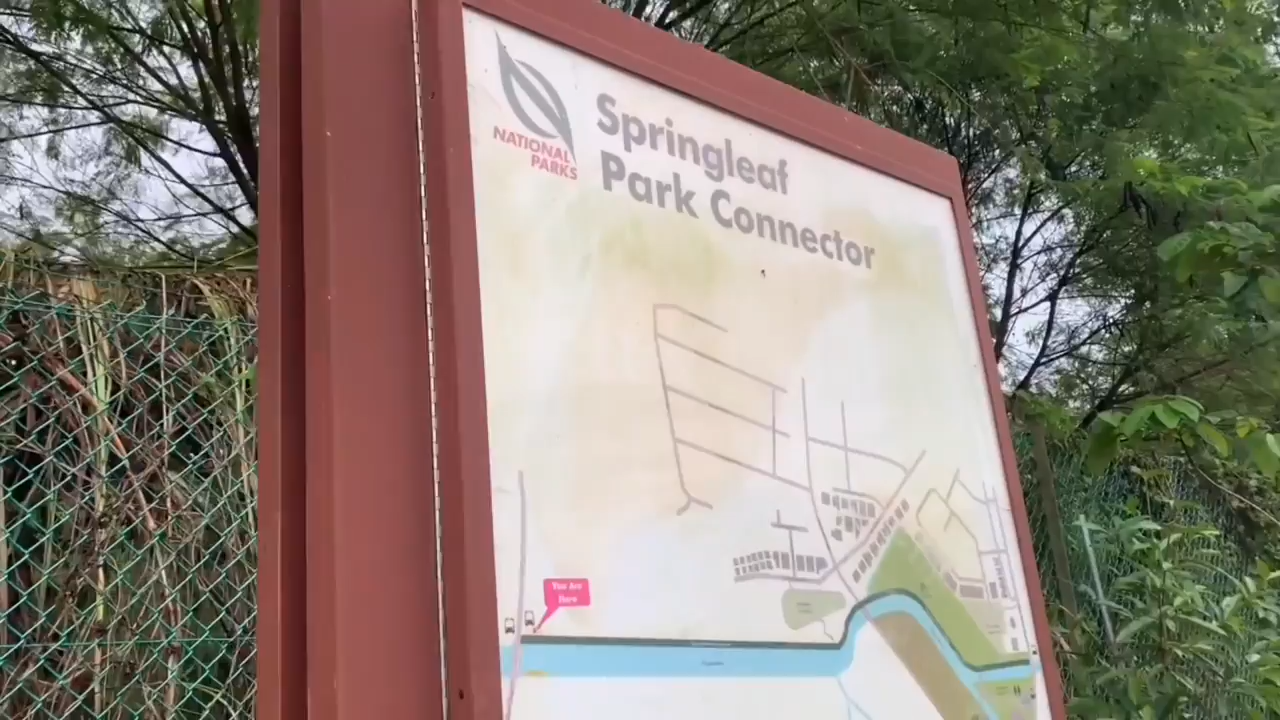 NATIONAL
PARKS
Springleaf
Park Connector
You Are
Here